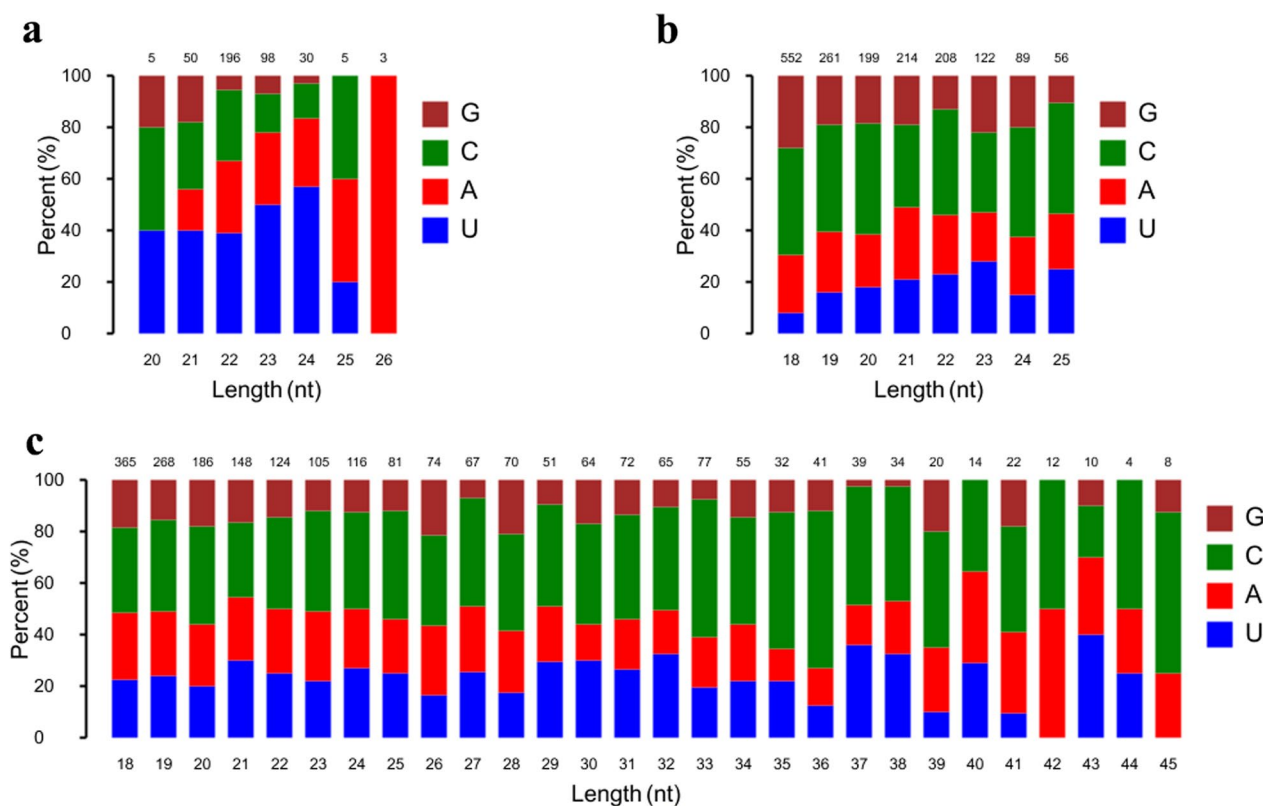 a
5 50 196 98 30 5 3
100
80
60
40
20
0
Percent (%)
20 21 22 23 24 25 26
Length (nt)
G
C
A
U
b
552 261 199 214 208 122 89 56
100
80
60
40
20
0
Percent (%)
18 19 20 21 22 23 24 25
Length (nt)
G
C
A
U
c
365 268 186 148 124 105 116 81 74 67 70 51 64 72 65 77 55 32 41 39 34 20 14 22 12 10 4 8
100
80
60
40
20
0
Percent (%)
18 19 20 21 22 23 24 25 26 27 28 29 30 31 32 33 34 35 36 37 38 39 40 41 42 43 44 45
Length (nt)
G
C
A
U